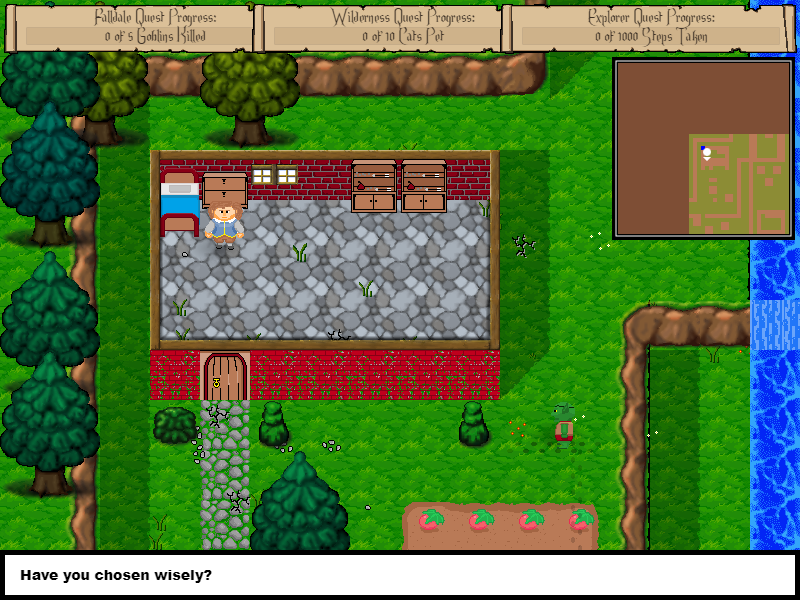 Falldale Quest Progress:
0 of 5 Goblins Killed
Wilderness Quest Progress:
0 of 10 Cats Pet
Explorer Quest Progress:
0 of 1000 Steps Taken
Have you chosen wisely?